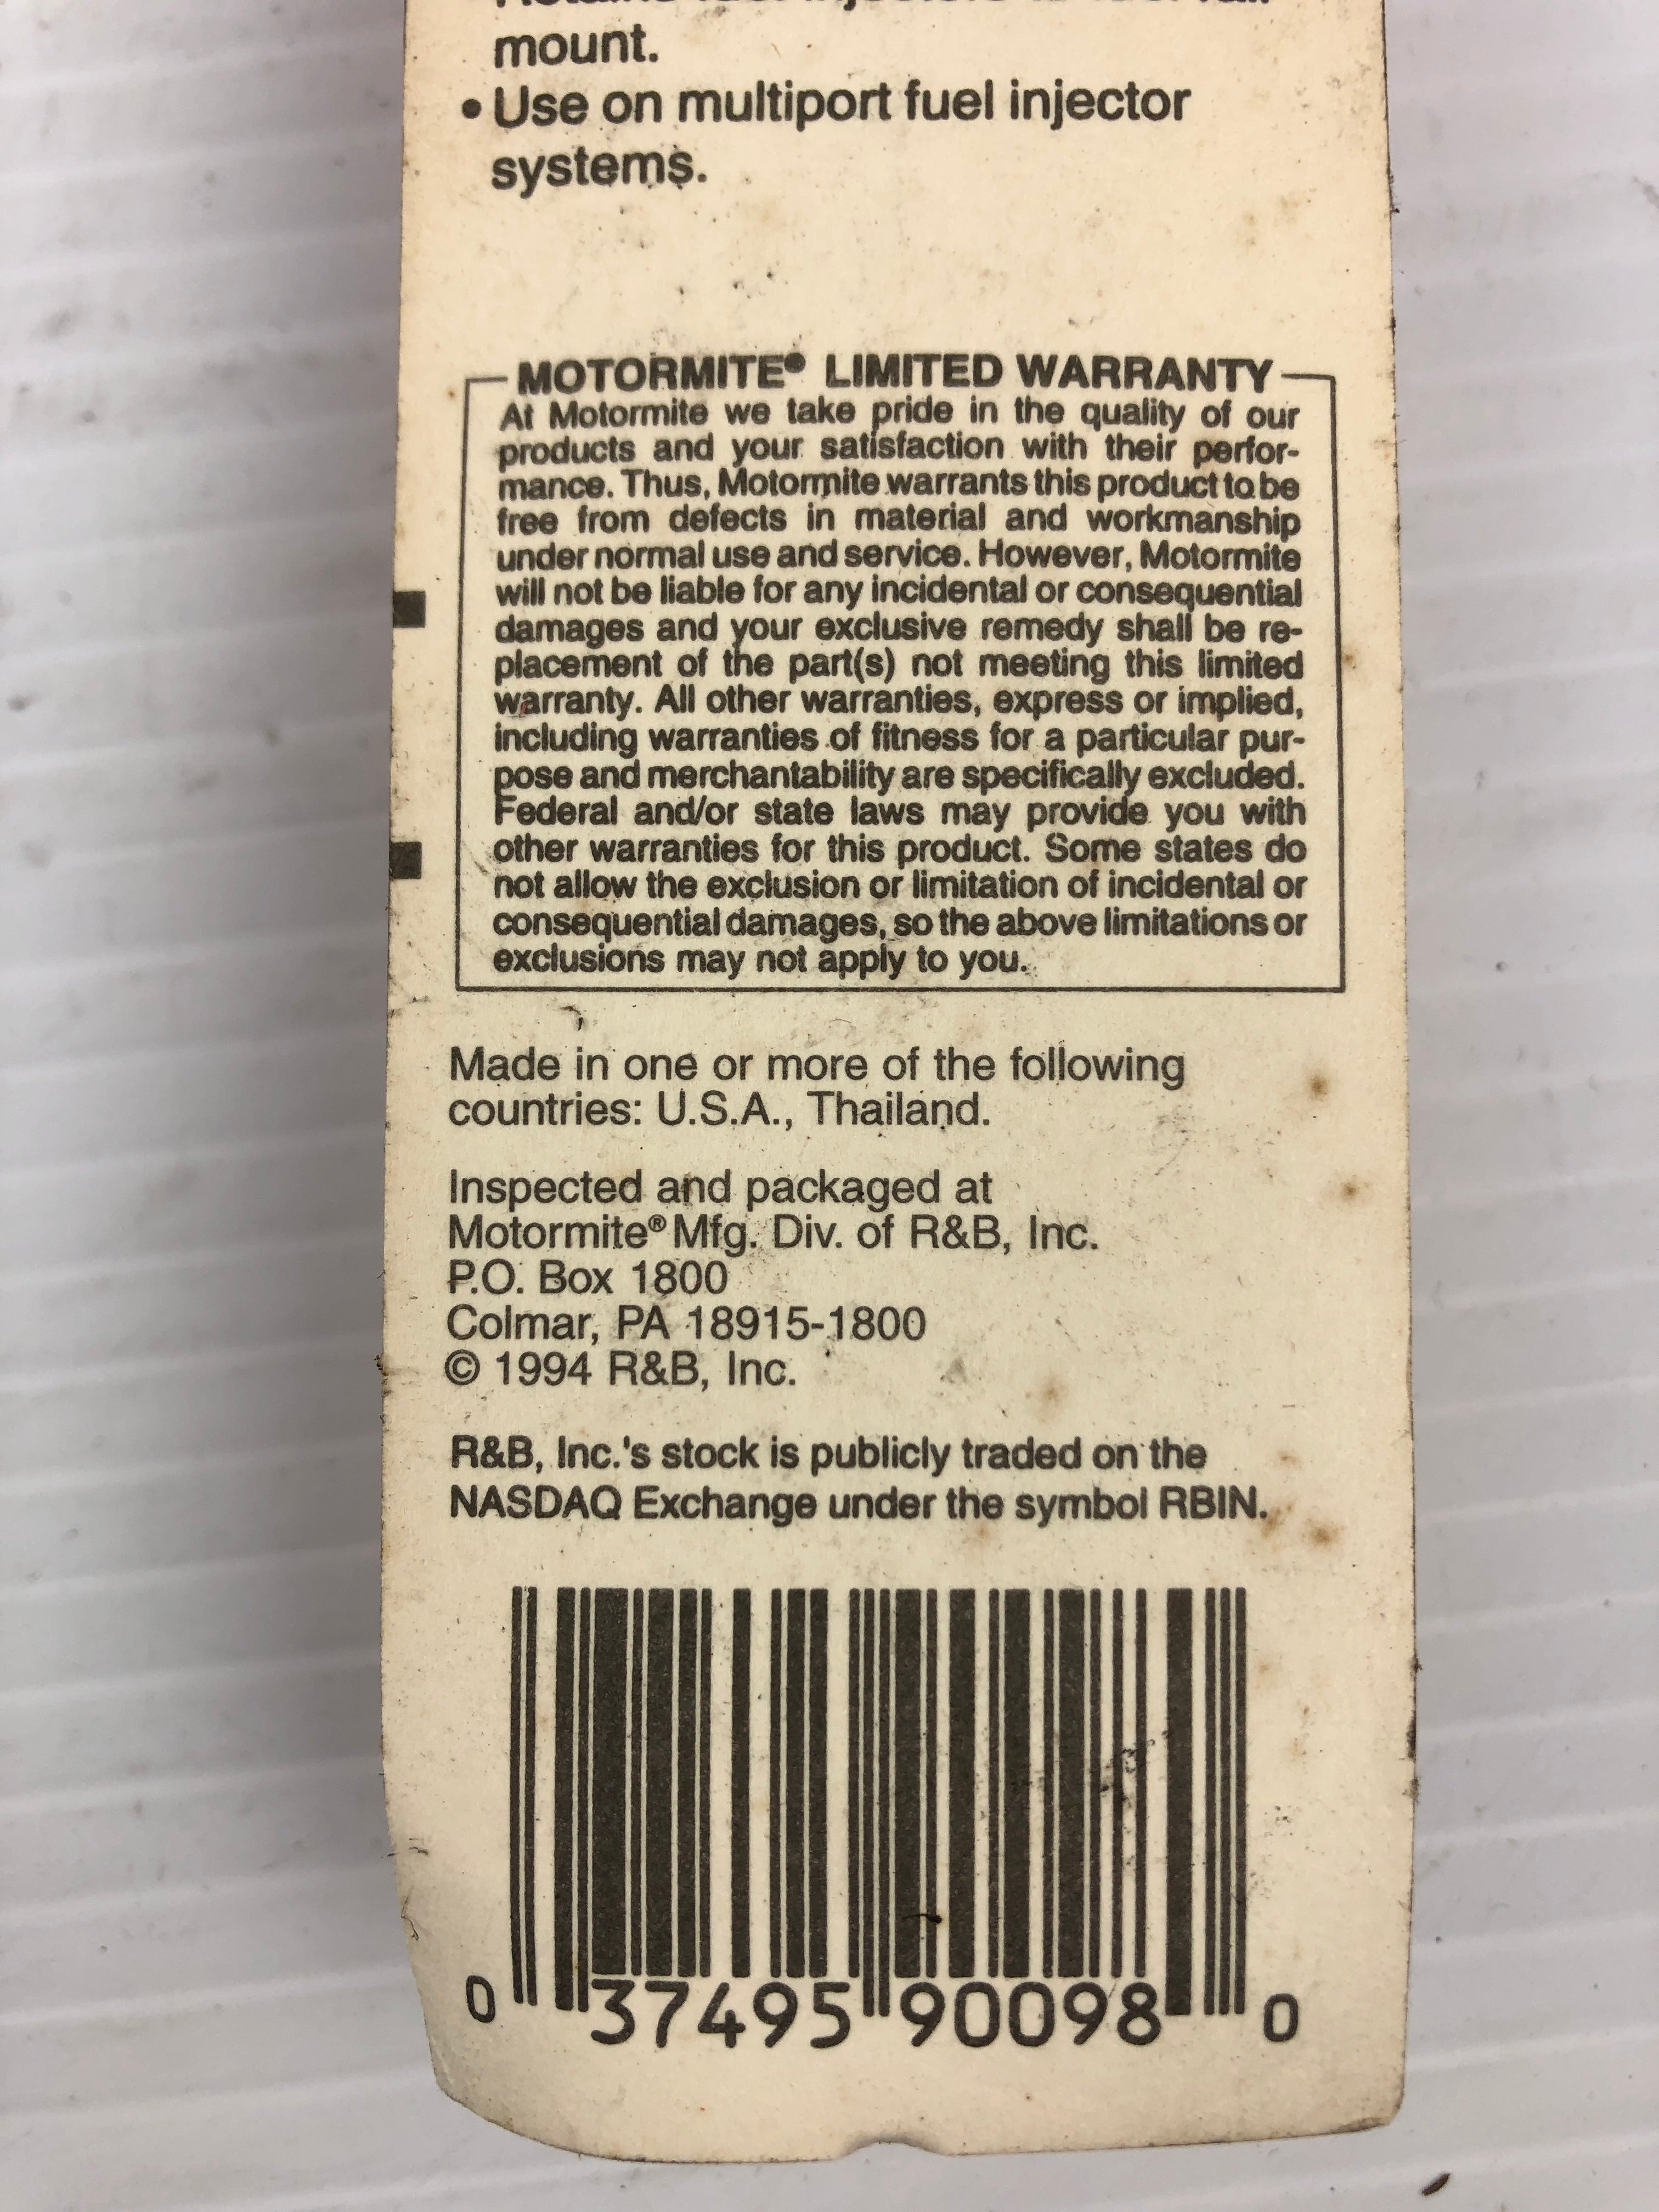 mount.
• Use on multiport fuel injector
systems.
MOTORMITE® LIMITED WARRANTY
At Motormite we take pride in the quality of our
products and your satisfaction with their perfor-
mance. Thus, Motormite warrants this product to be
free from defects in material and workmanship
under normal use and service. However, Motormite
will not be liable for any incidental or consequential
damages and your exclusive remedy shall be re-
placement of the part(s) not meeting this limited
warranty. All other warranties, express or implied,
including warranties of fitness for a particular pur-
pose and merchantability are specifically excluded.
Federal and/or state laws may provide you with
other warranties for this product. Some states do
not allow the exclusion or limitation of incidental or
consequential damages, so the above limitations or
exclusions may not apply to you.
Made in one or more of the following
countries: U.S.A., Thailand.
Inspected and packaged at
Motormite® Mfg. Div. of R&B, Inc.
P.O. Box 1800
Colmar, PA 18915-1800
© 1994 R&B, Inc.
R&B, Inc.'s stock is publicly traded on the
NASDAQ Exchange under the symbol RBIN.
0 37495 90098 0